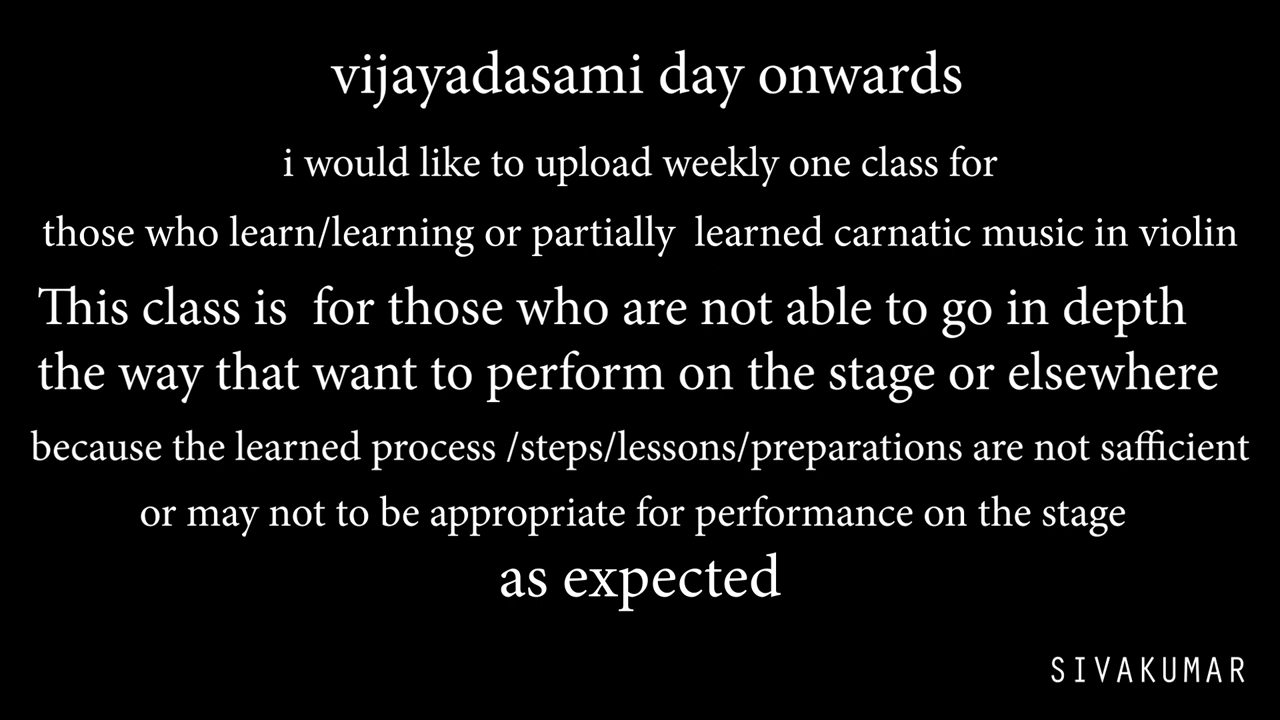 vijayadasami day onwards
i would like to upload weekly one class for
those who learn/learning or partially learned carnatic music in violin
This class is for those who are not able to go in depth
the way that want to perform on the stage or elsewhere
because the learned process /steps/lessons/preparations are not safficient
or may not to be appropriate for performance on the stage
as expected
SIVAKUMAR